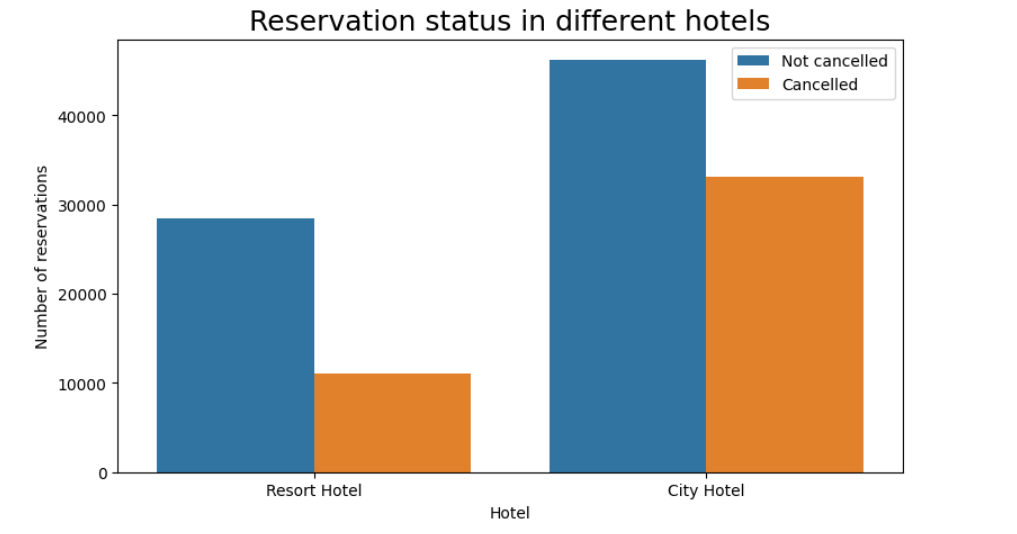 Reservation status in different hotels
Not cancelled
Cancelled
Number of reservations
40000
30000
20000
10000
0
Resort Hotel
City Hotel
Hotel